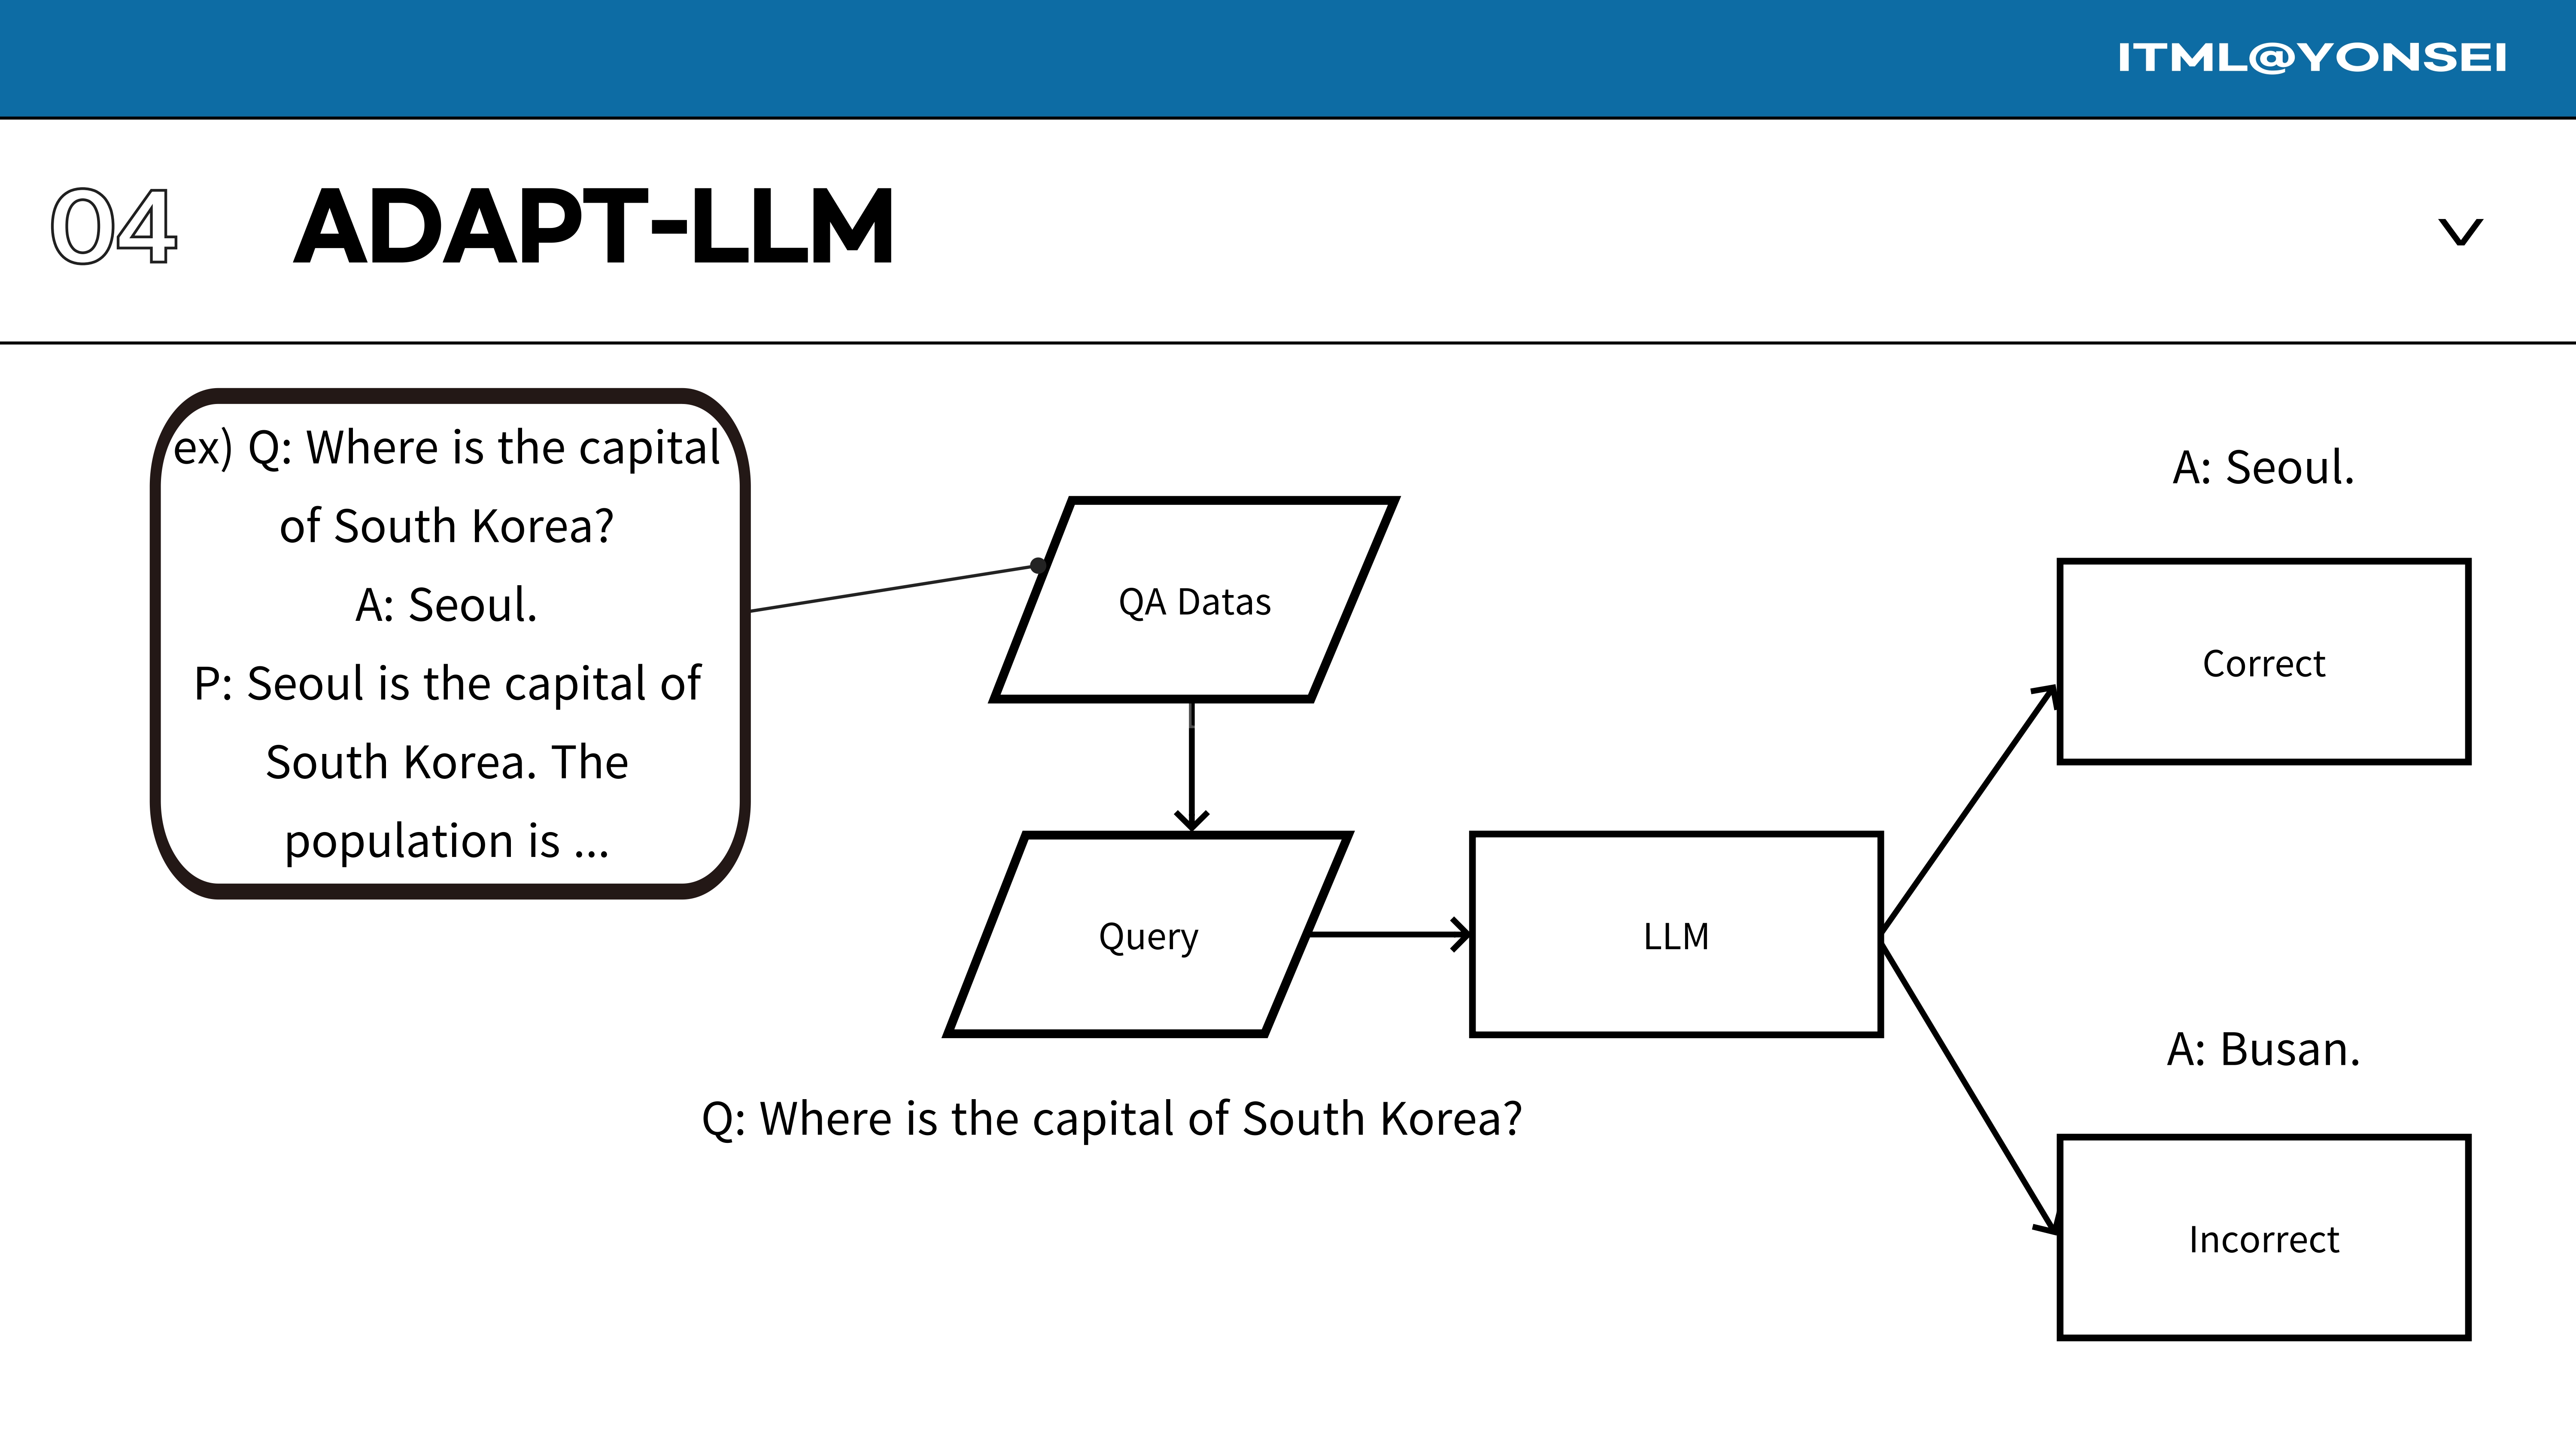 ITML@YONSEI
04 ADAPT-LLM
ex) Q: Where is the capital
of South Korea?
A: Seoul.
P: Seoul is the capital of
South Korea. The
population is ...
QA Datas
Query
Q: Where is the capital of South Korea?
LLM
A: Seoul.
Correct
A: Busan.
Incorrect